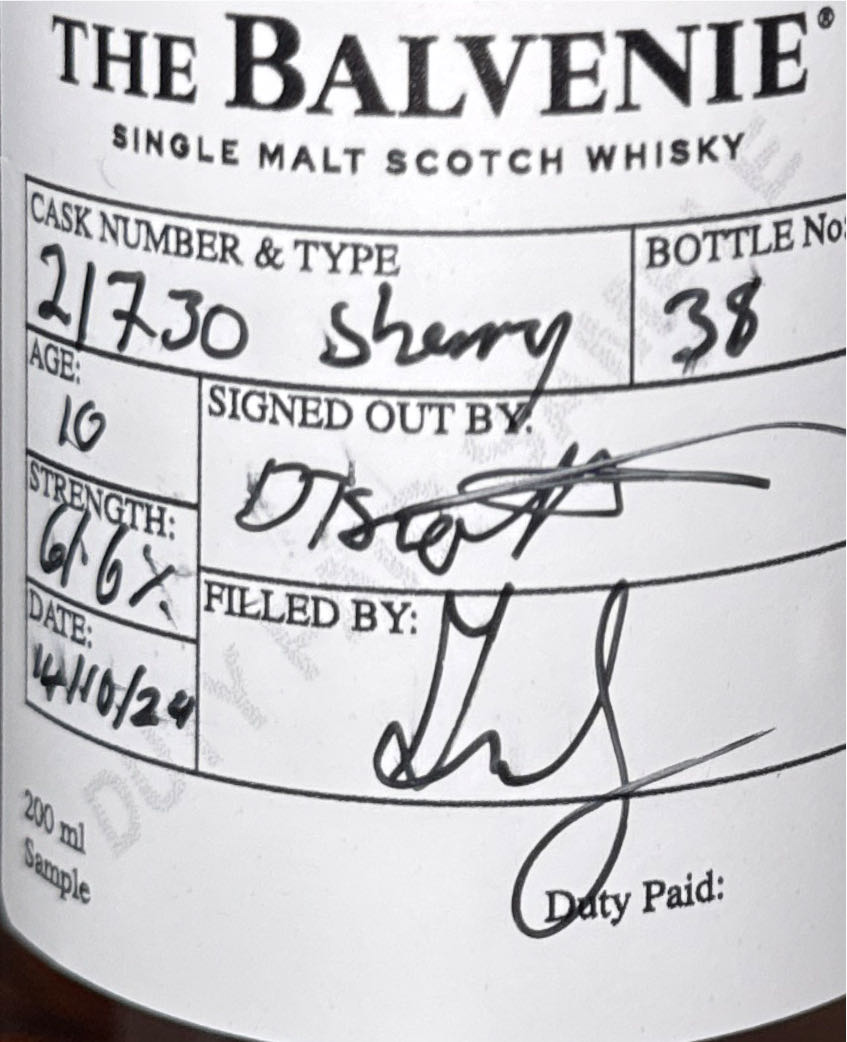 THE BALVENIE®
SINGLE MALT SCOTCH WHISKY
CASK NUMBER & TYPE
21730 Sherry
BOTTLE No:
38
AGE:
10
SIGNED OUT BY:
STRENGTH:
61.6%
FILLED BY:
DATE:
14/10/24
200 ml
Sample
Duty Paid: